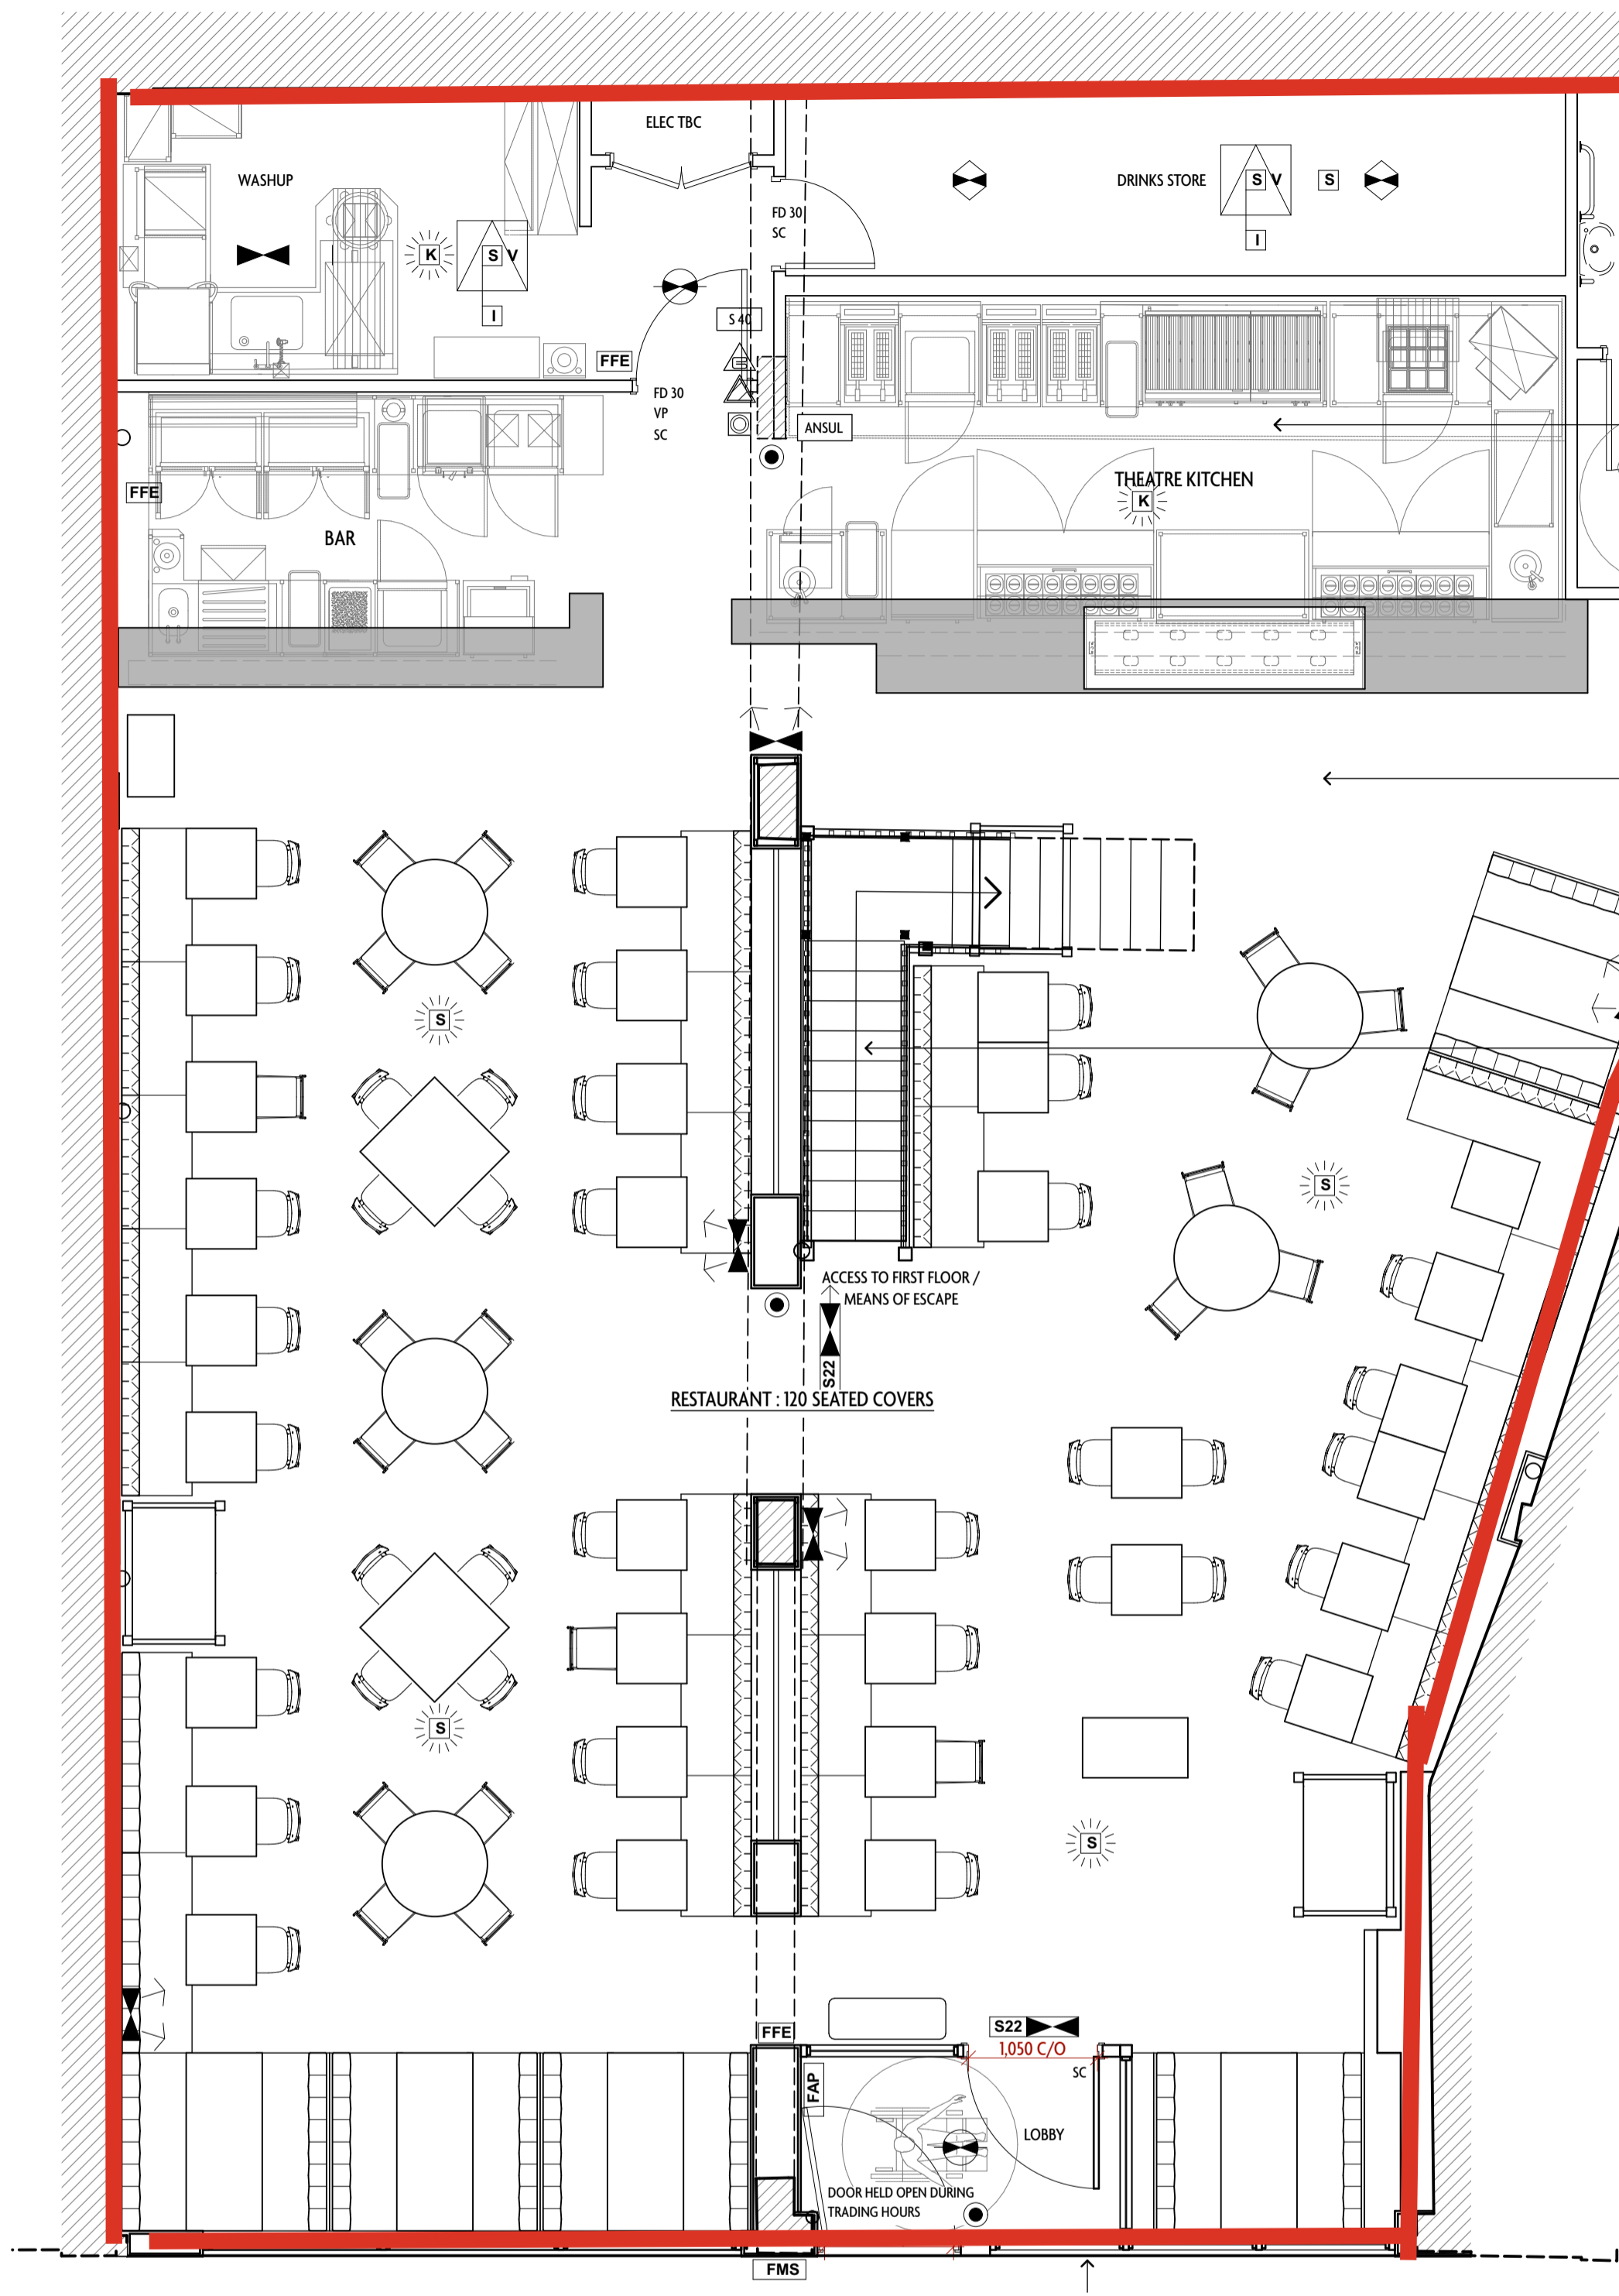 ELEC TBC
WASHUP
DRINKS STORE
S V
S
K
S V
I
I
FD 30
SC
S 40
FFE
FD 30
VP
SC
ANSUL
THEATRE KITCHEN
K
FFE
BAR
S
S
ACCESS TO FIRST FLOOR /
MEANS OF ESCAPE
S22
RESTAURANT : 120 SEATED COVERS
S
S
FFE
S22
1,050 C/O
SC
FAP
LOBBY
DOOR HELD OPEN DURING
TRADING HOURS
FMS